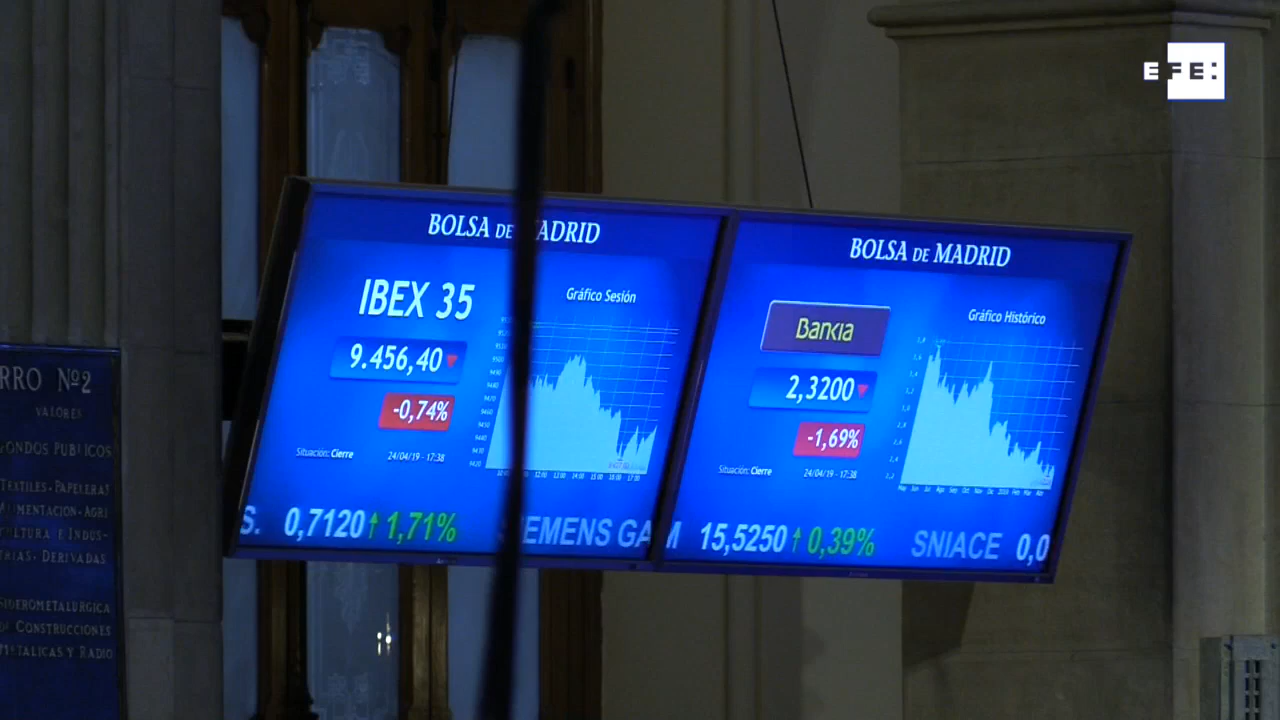 EFE:
BOLSA DE MADRID
IBEX 35
Gráfico Sesión
9.456,40
-0,74%
Situación: Cierre
24/04/19 - 17:38
S. 0,7120 1,71% SIEMENS GAM 15,5250 0,39% SNIACE 0,0
BOLSA DE MADRID
Bankia
Gráfico Histórico
2,3200
-1,69%
Situación: Cierre
24/04/19 - 17:38
RRO Nº2
VALORES
FONDOS PUBLICOS
TEXTILES-PAPELERAS
ALIMENTACION-AGRI
CULTURA E INDUS-
TRIAS-DERIVADAS
SIDEROMETALURGICA
DE CONSTRUCCIONES
METALICAS Y RADIO